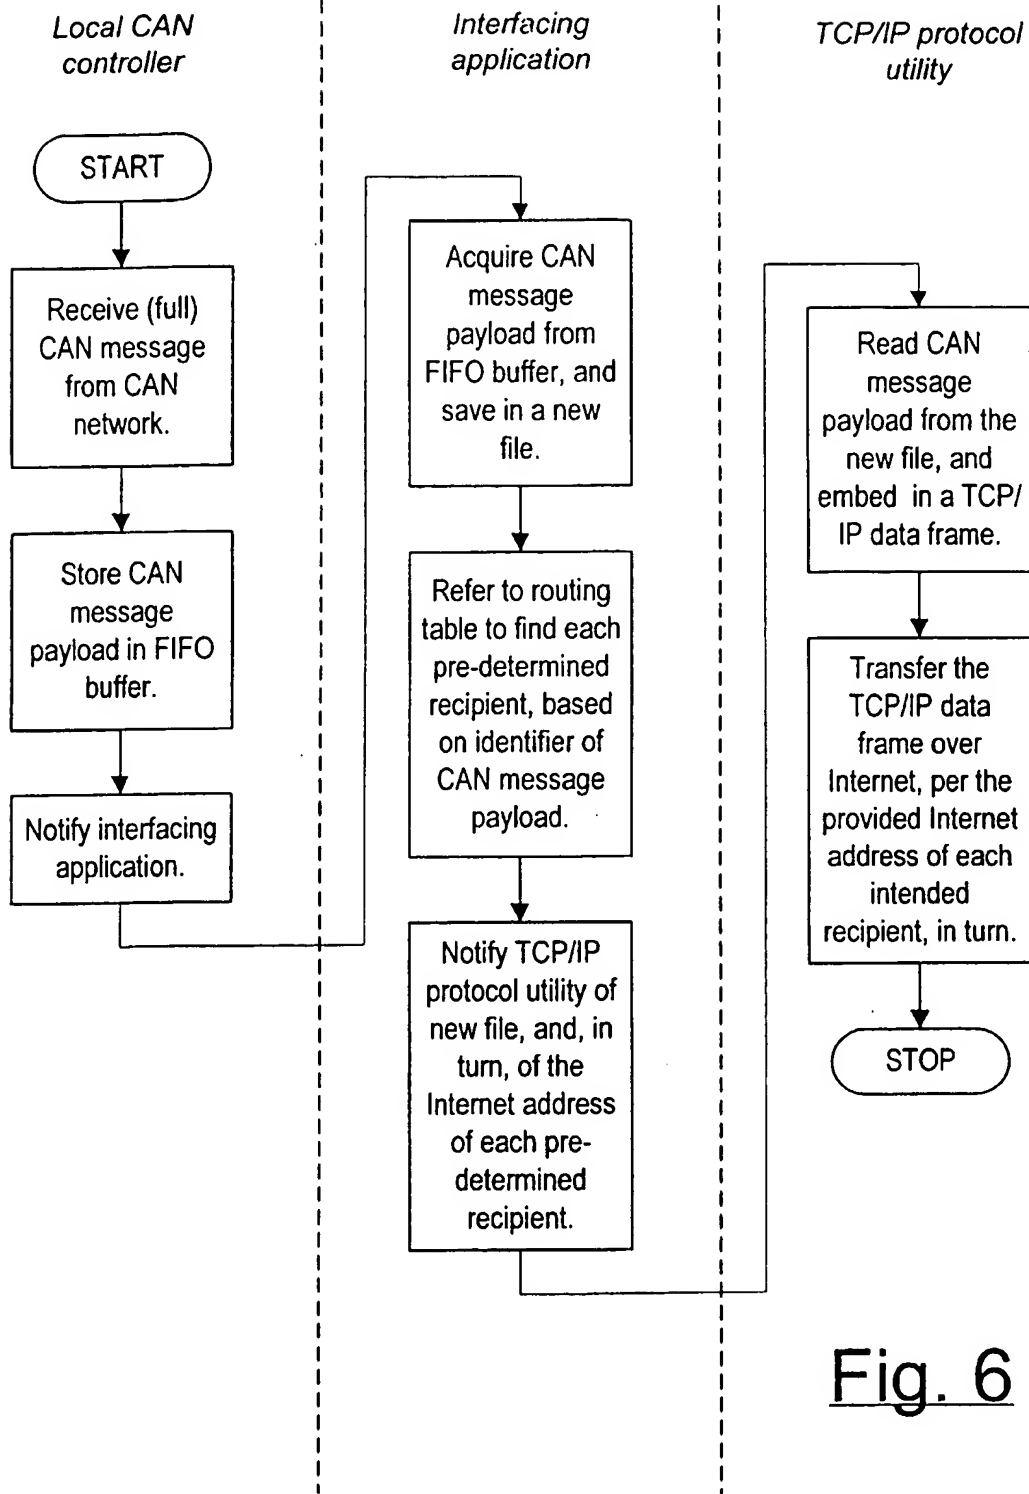 Local CAN
controller
Interfacing
application
TCP/IP protocol
utility
START
Receive (full)
CAN message
from CAN
network.
Store CAN
message
payload in FIFO
buffer.
Notify interfacing
application.
Acquire CAN
message
payload from
FIFO buffer, and
save in a new
file.
Refer to routing
table to find each
pre-determined
recipient, based
on identifier of
CAN message
payload.
Notify TCP/IP
protocol utility of
new file, and, in
turn, of the
Internet address
of each pre-
determined
recipient.
Read CAN
message
payload from the
new file, and
embed in a TCP/
IP data frame.
Transfer the
TCP/IP data
frame over
Internet, per the
provided Internet
address of each
intended
recipient, in turn.
STOP
Fig. 6